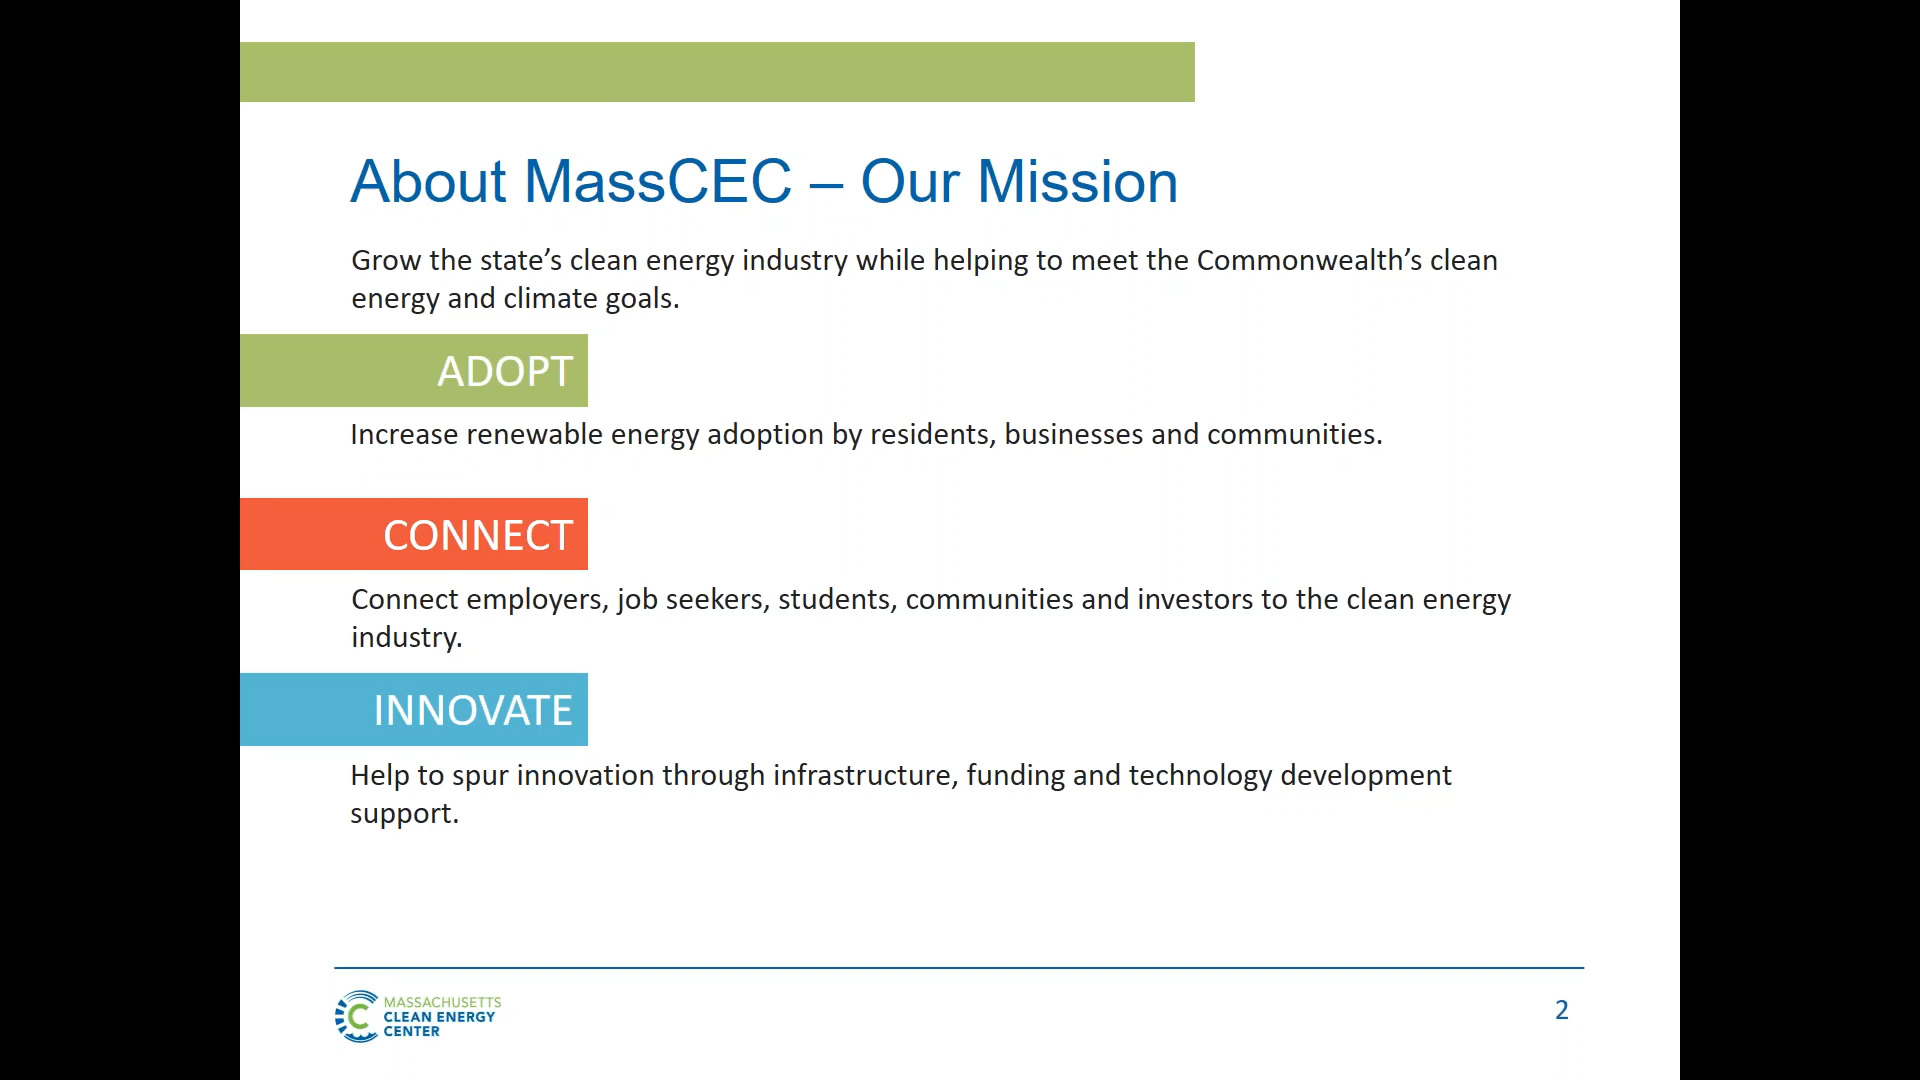 About MassCEC – Our Mission
Grow the state’s clean energy industry while helping to meet the Commonwealth’s clean
energy and climate goals.
ADOPT
Increase renewable energy adoption by residents, businesses and communities.
CONNECT
Connect employers, job seekers, students, communities and investors to the clean energy
industry.
INNOVATE
Help to spur innovation through infrastructure, funding and technology development
support.
MASSACHUSETTS
CLEAN ENERGY
CENTER
2